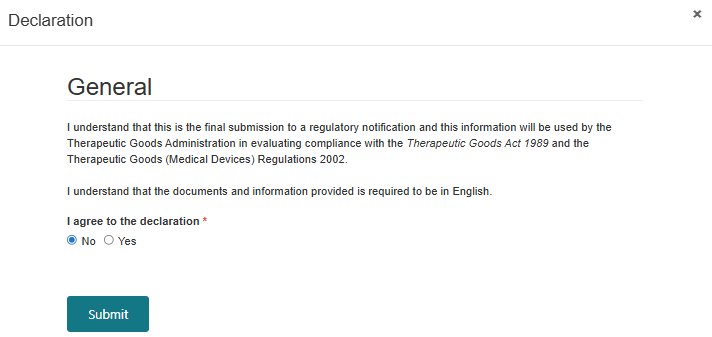 Declaration
×
General
I understand that this is the final submission to a regulatory notification and this information will be used by the
Therapeutic Goods Administration in evaluating compliance with the Therapeutic Goods Act 1989 and the
Therapeutic Goods (Medical Devices) Regulations 2002.
I understand that the documents and information provided is required to be in English.
I agree to the declaration *
No Yes
Submit